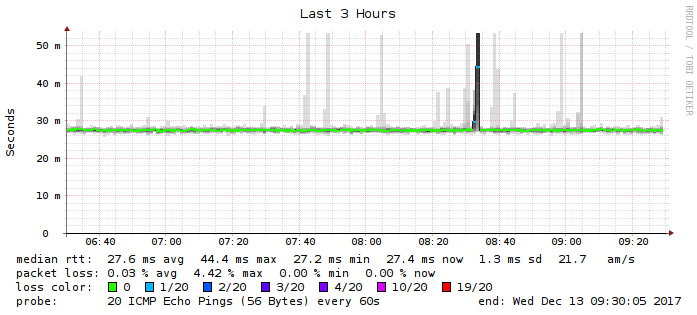 Last 3 Hours
RRDTOOL / TOBI OETIKER
Seconds
50 m
40 m
30 m
20 m
10 m
0
06:40 07:00 07:20 07:40 08:00 08:20 08:40 09:00 09:20
median rtt: 27.6 ms avg 44.4 ms max 27.2 ms min 27.4 ms now 1.3 ms sd 21.7 am/s
packet loss: 0.03 % avg 4.42 % max 0.00 % min 0.00 % now
loss color: 0 1/20 2/20 3/20 4/20 10/20 19/20
probe: 20 ICMP Echo Pings (56 Bytes) every 60s end: Wed Dec 13 09:30:05 2017